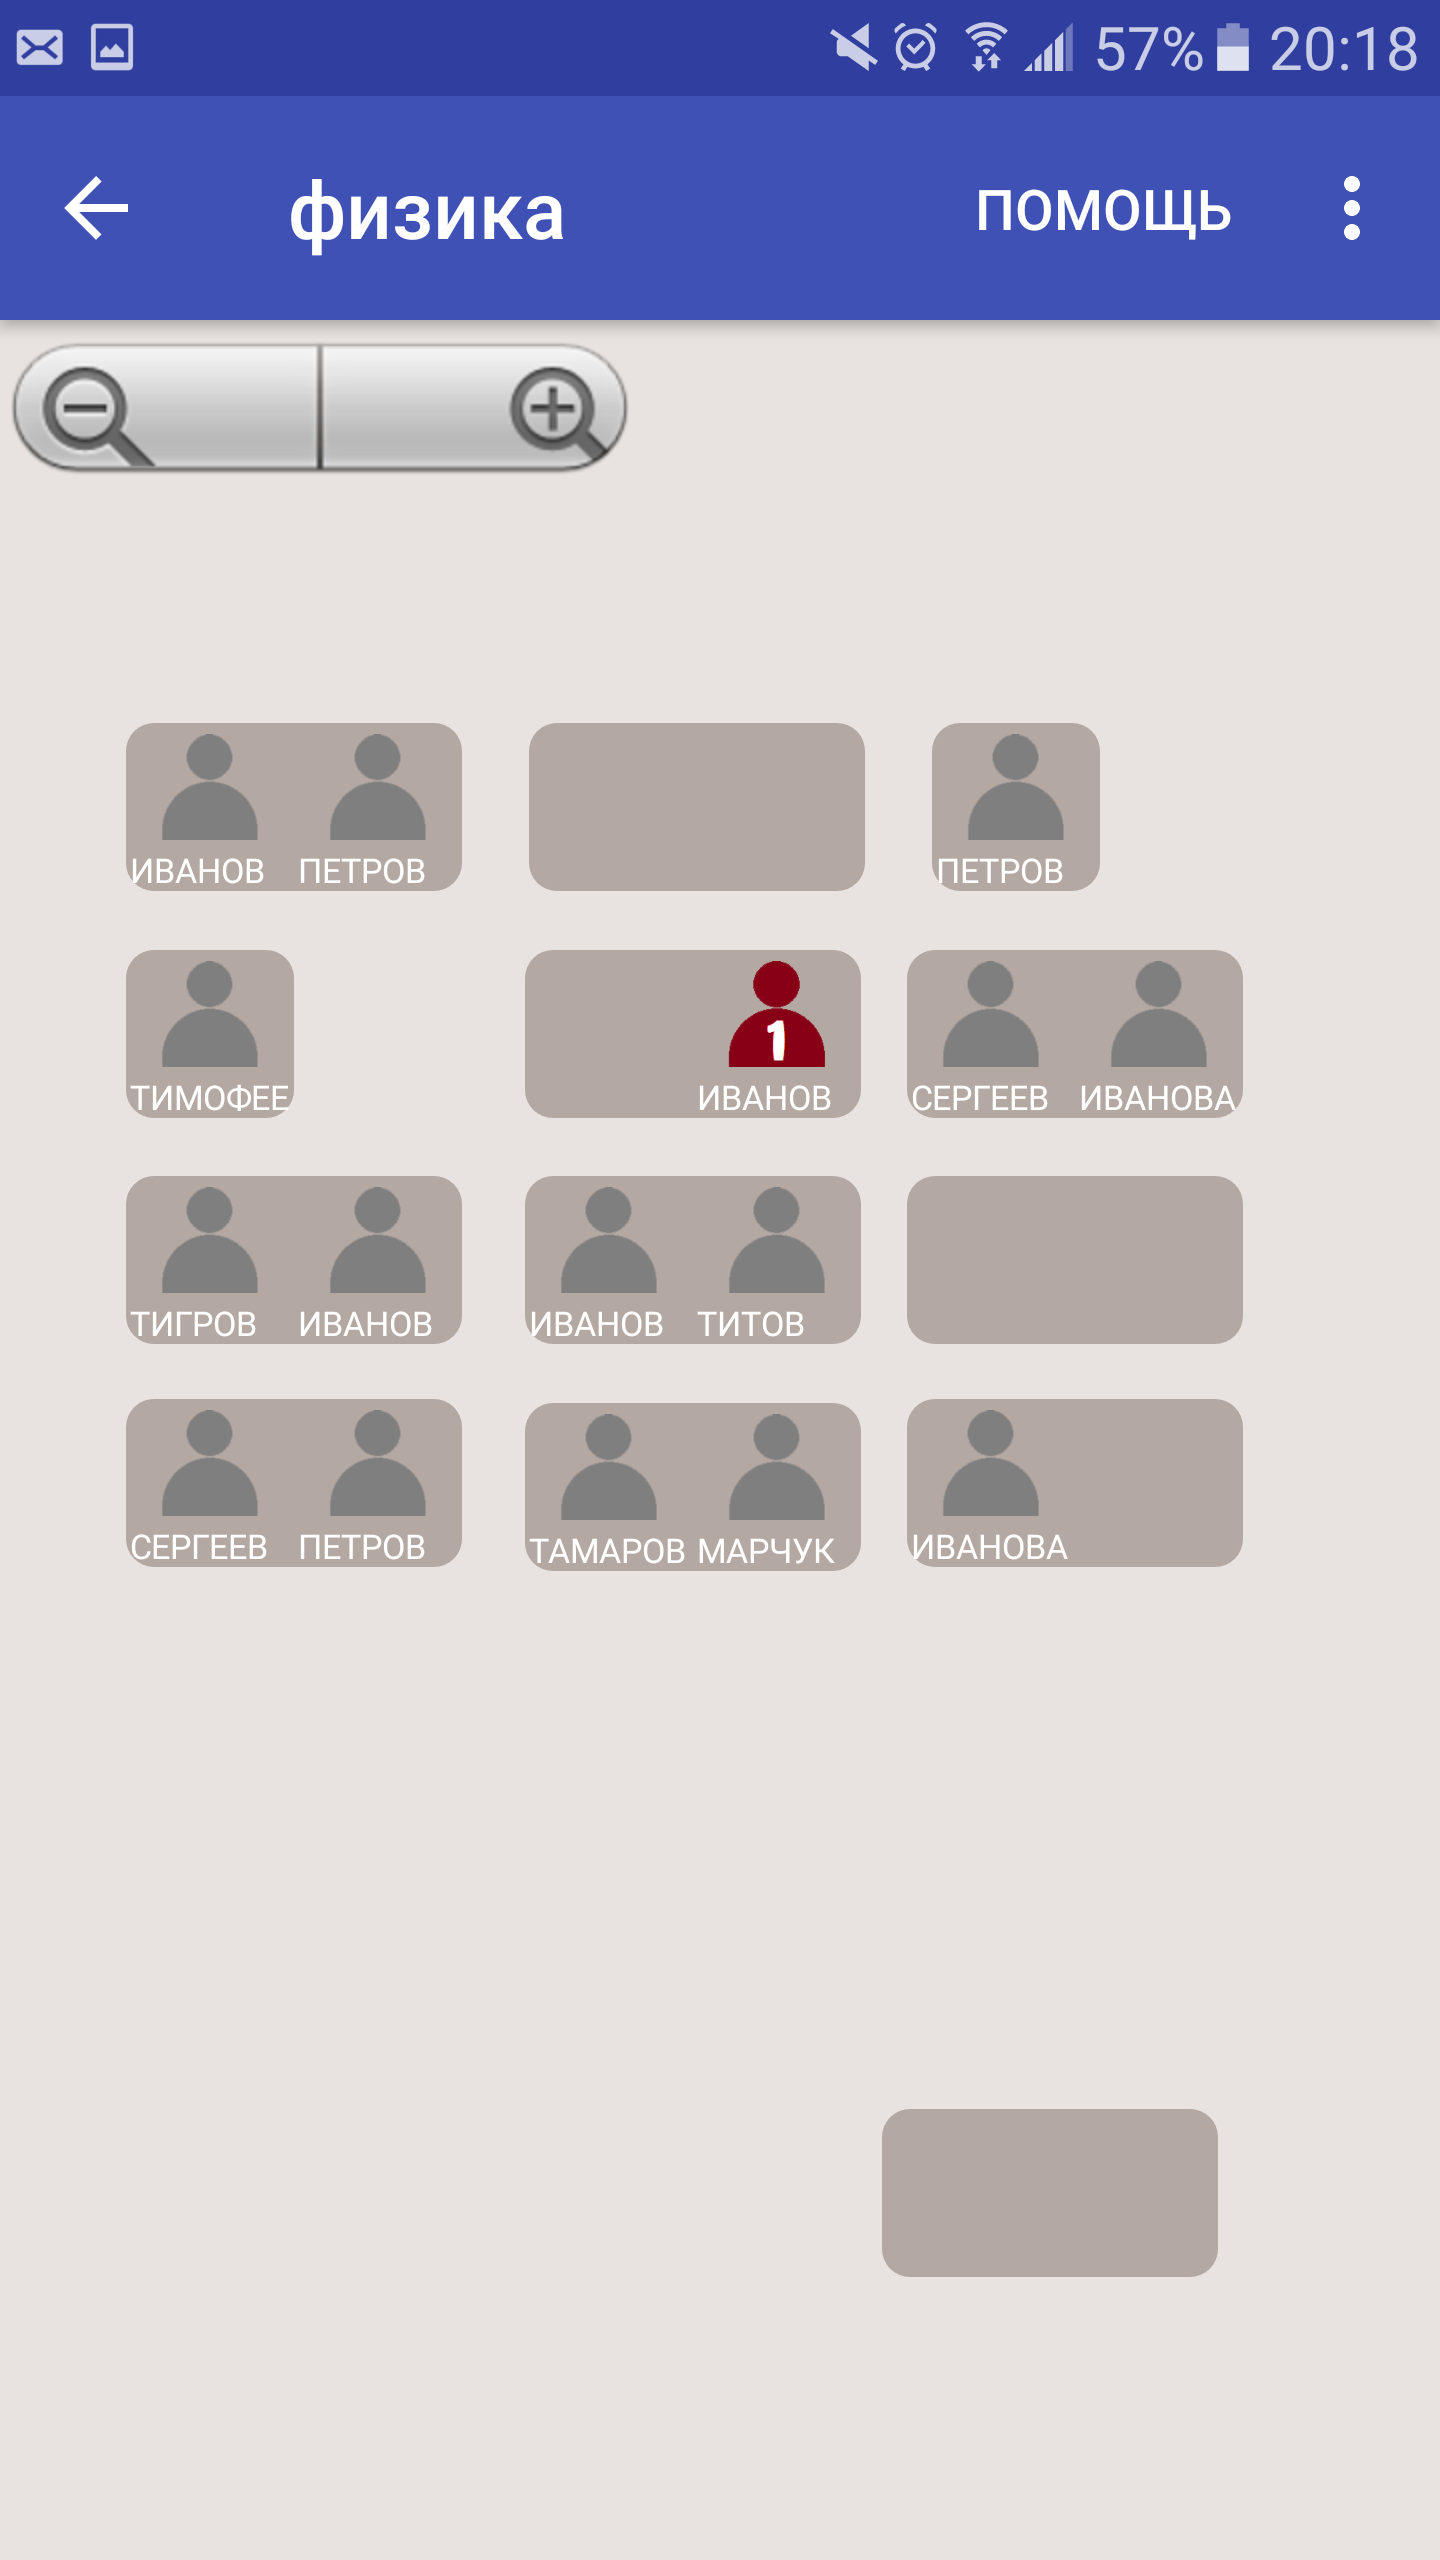 57% 20:18
физика ПОМОЩЬ
ИВАНОВ ПЕТРОВ ПЕТРОВ
1
ТИМОФЕЕ ИВАНОВ СЕРГЕЕВ ИВАНОВА
ТИГРОВ ИВАНОВ ИВАНОВ ТИТОВ
СЕРГЕЕВ ПЕТРОВ ТАМАРОВ МАРЧУК ИВАНОВА